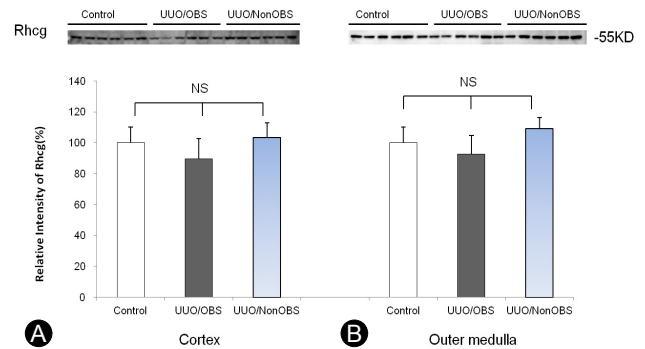 Control UUO/OBS UUO/NonOBS Control UUO/OBS UUO/NonOBS
Rhcg
-55KD
Relative Intensity of Rhcg(%)
140
120
100
80
60
40
20
0
NS
NS
Control UUO/OBS UUO/NonOBS Control UUO/OBS UUO/NonOBS
A Cortex
B Outer medulla